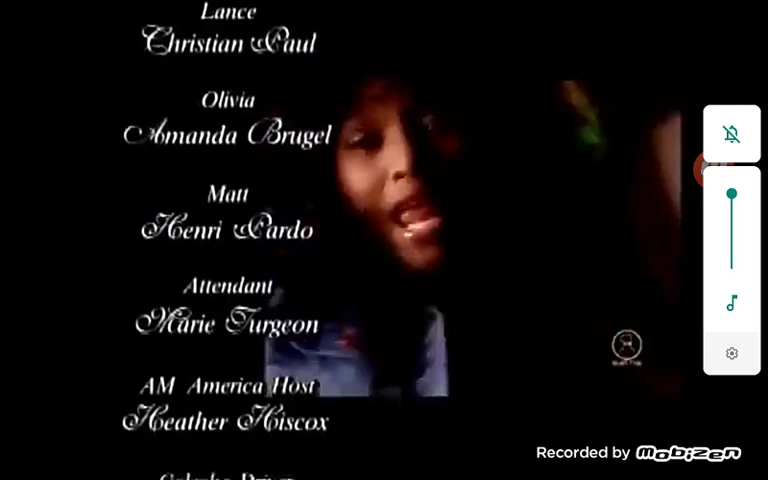 Lance
Christian Paul
Olivia
Amanda Brugel
Matt
Henri Pardo
Attendant
Marie Turgeon
AM America Host
Heather Hiscox
Recorded by mobizen